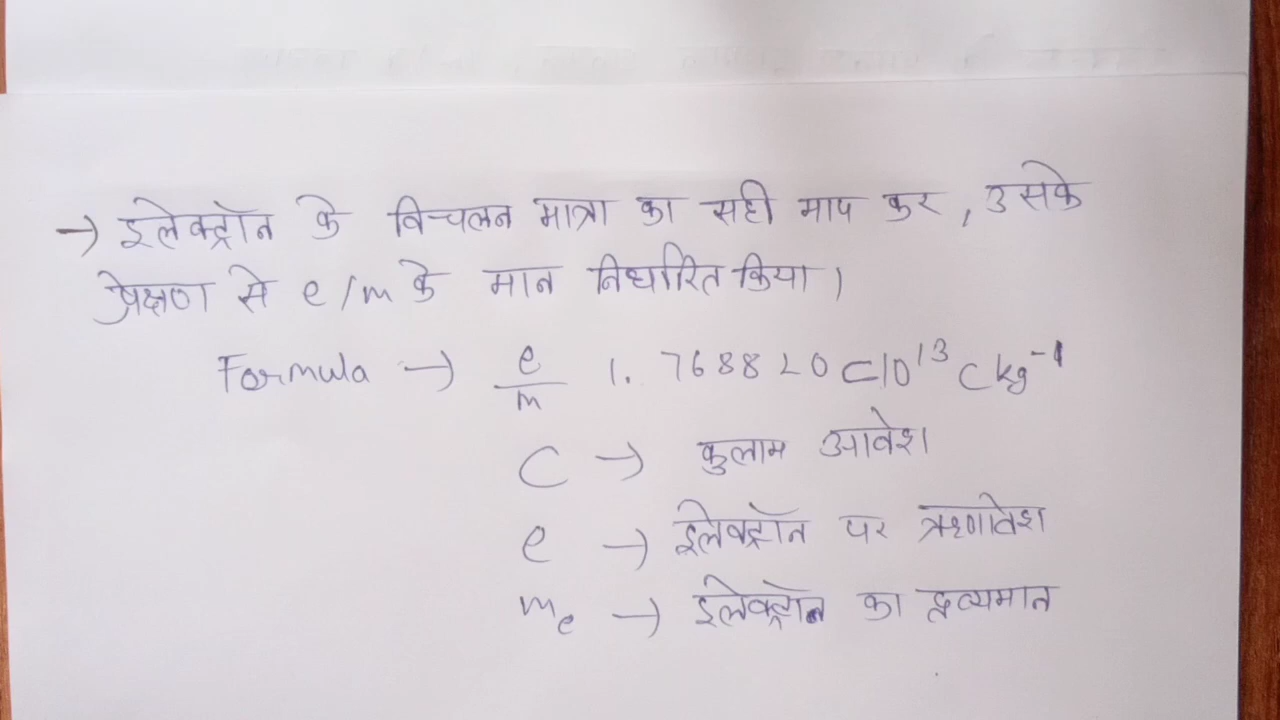 → इलेक्ट्रॉन के विचलन मात्रा का सही माप कर, उसके
प्रेक्षण से e/m के मान निर्धारित किया।
Formula → e/m 1.768820 C10¹³ C kg⁻¹
C → कुलाम आवेश
e → इलेक्ट्रॉन पर ऋणावेश
mₑ → इलेक्ट्रॉन का द्रव्यमान